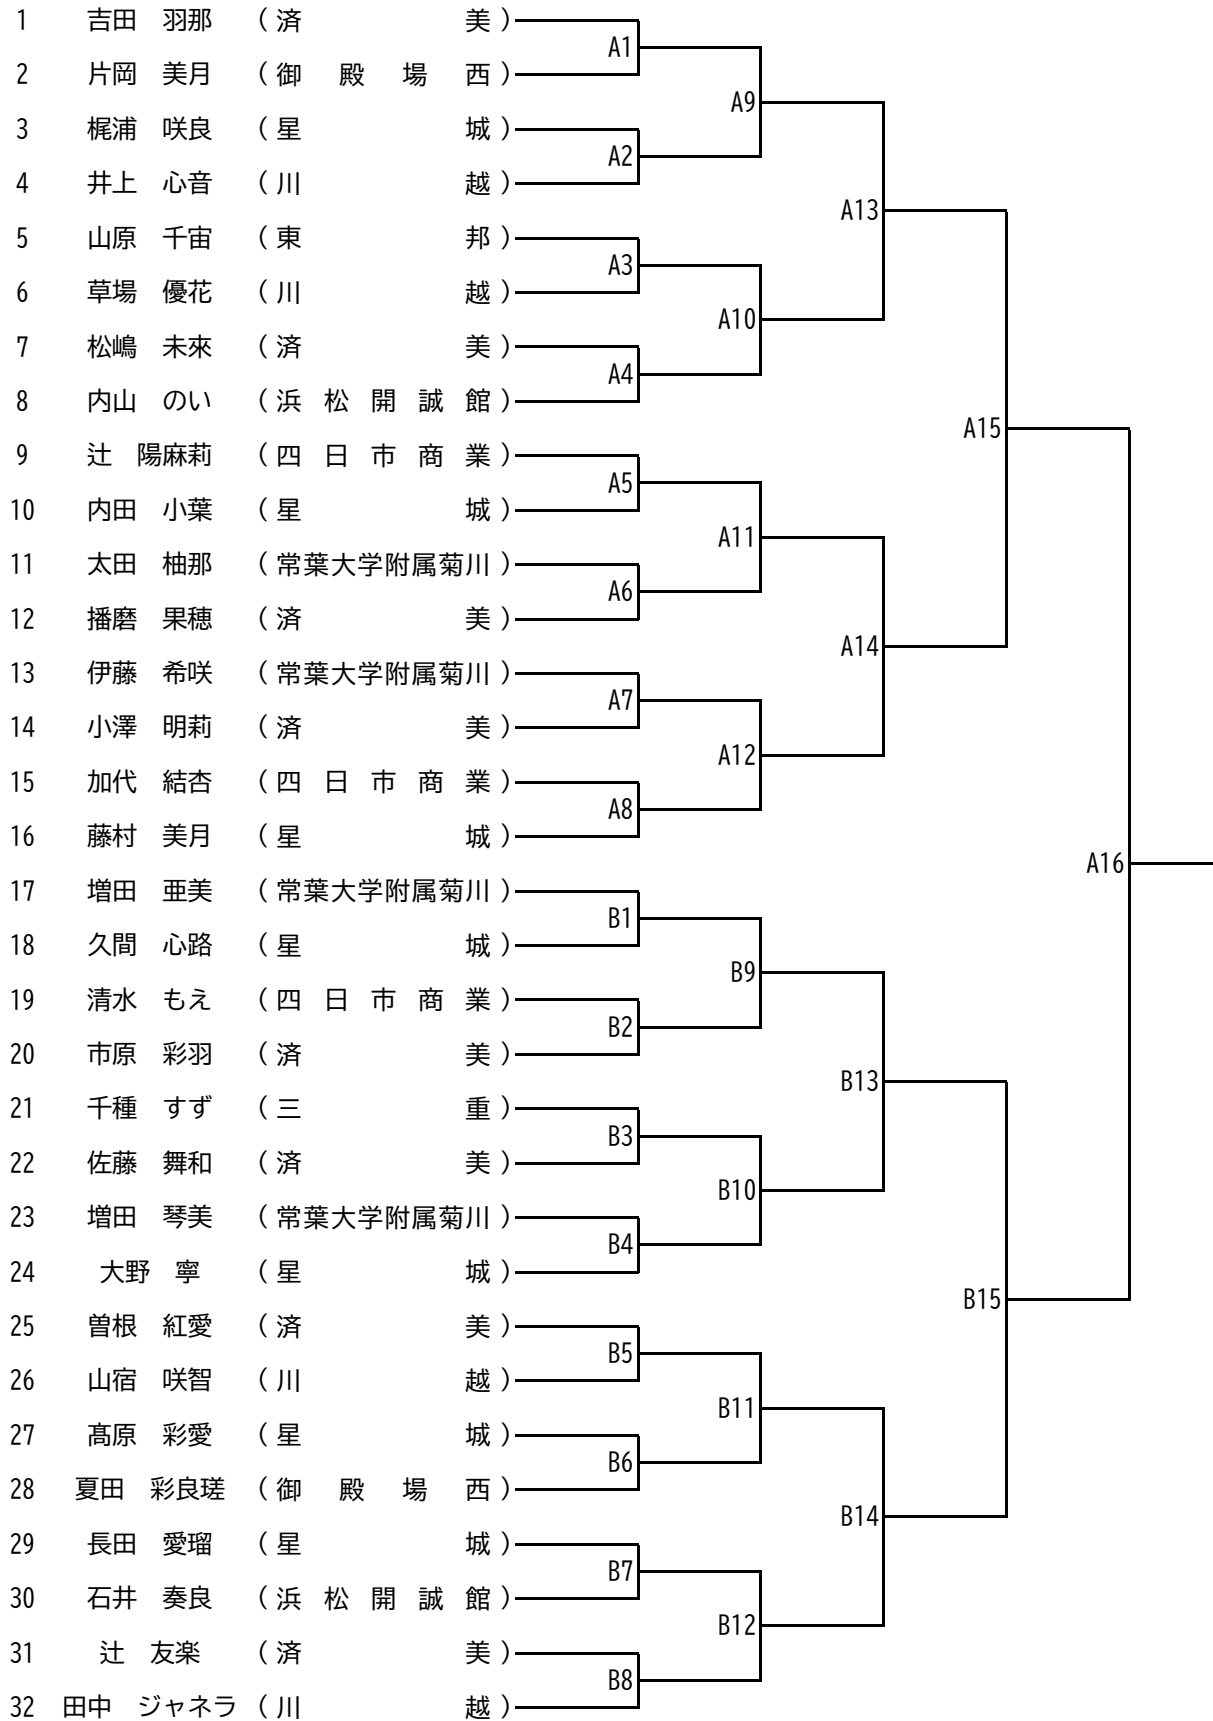 1 吉田 羽那 (済 美)
A1
2 片岡 美月 (御 殿 場 西)
A9
3 梶浦 咲良 (星 城)
A2
4 井上 心音 (川 越)
A13
5 山原 千宙 (東 邦)
A3
6 草場 優花 (川 越)
A10
7 松嶋 未來 (済 美)
A4
8 内山 のい (浜 松 開 誠 館)
A15
9 辻 陽麻莉 (四 日 市 商 業)
A5
10 内田 小葉 (星 城)
A11
11 太田 柚那 (常葉大学附属菊川)
A6
12 播磨 果穂 (済 美)
A14
13 伊藤 希咲 (常葉大学附属菊川)
A7
14 小澤 明莉 (済 美)
A12
15 加代 結杏 (四 日 市 商 業)
A8
16 藤村 美月 (星 城)
A16
17 増田 亜美 (常葉大学附属菊川)
B1
18 久間 心路 (星 城)
B9
19 清水 もえ (四 日 市 商 業)
B2
20 市原 彩羽 (済 美)
B13
21 千種 すず (三 重)
B3
22 佐藤 舞和 (済 美)
B10
23 増田 琴美 (常葉大学附属菊川)
B4
24 大野 寧 (星 城)
B15
25 曽根 紅愛 (済 美)
B5
26 山宿 咲智 (川 越)
B11
27 髙原 彩愛 (星 城)
B6
28 夏田 彩良瑳 (御 殿 場 西)
B14
29 長田 愛瑠 (星 城)
B7
30 石井 奏良 (浜 松 開 誠 館)
B12
31 辻 友楽 (済 美)
B8
32 田中 ジャネラ (川 越)